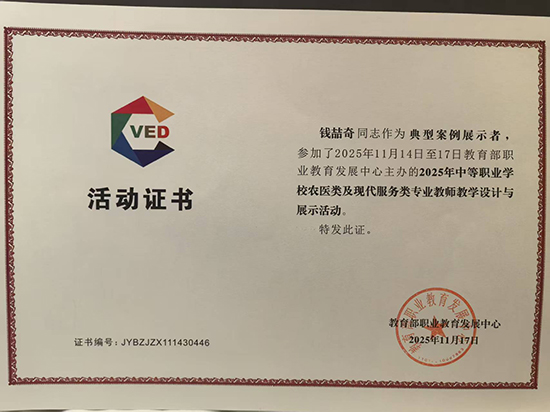 VED
活动证书
钱喆奇同志作为典型案例展示者，
参加了2025年11月14日至17日教育部职
业教育发展中心主办的2025年中等职业学
校农医类及现代服务类专业教师教学设计与
展示活动。
特发此证。
教育部职业教育发展中心
2025年11月17日
证书编号：JYBZJZX111430446